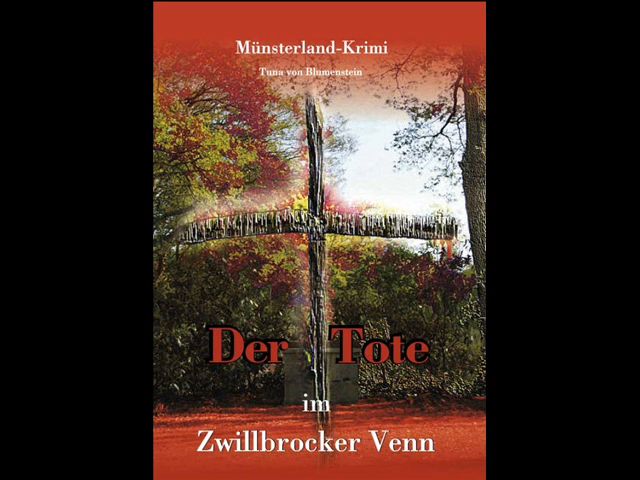 Münsterland-Krimi
Tuna von Blumenstein
Der Tote
im
Zwillbrocker Venn